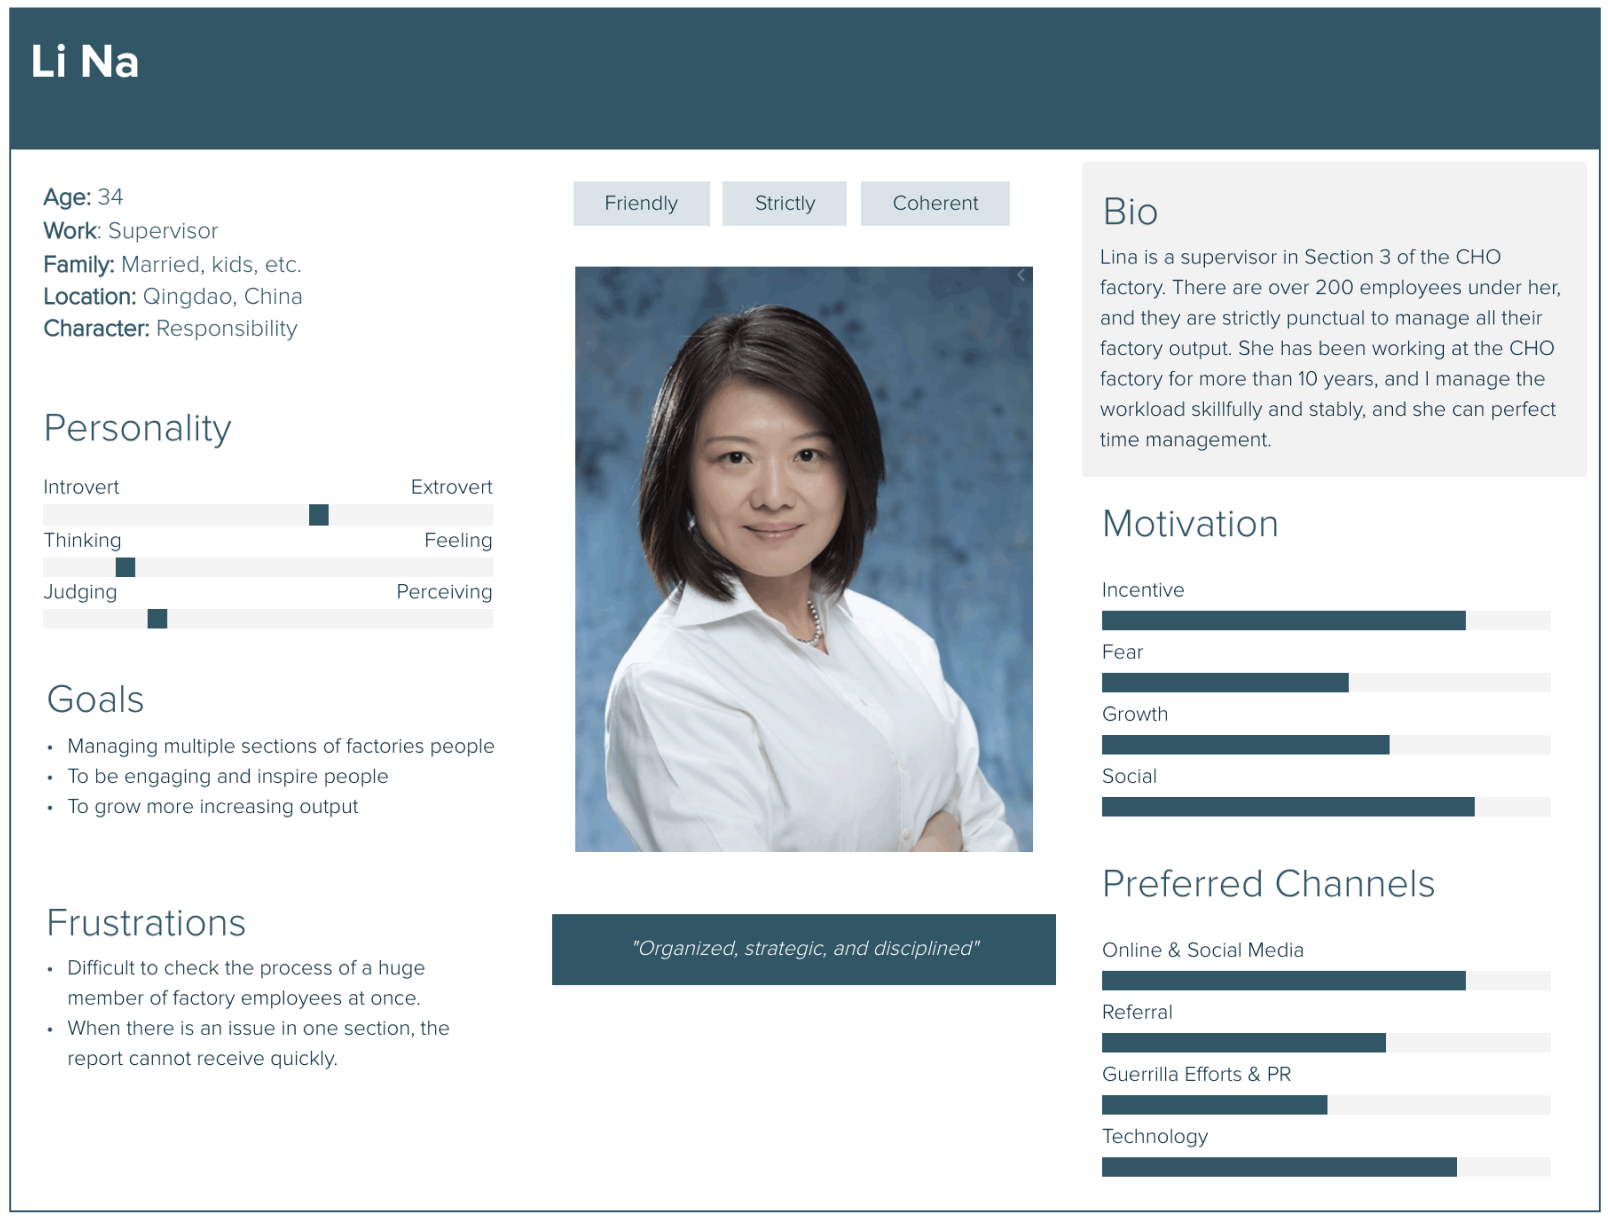 Li Na
Age: 34
Work: Supervisor
Family: Married, kids, etc.
Location: Qingdao, China
Character: Responsibility
Personality
Introvert Extrovert
Thinking Feeling
Judging Perceiving
Goals
• Managing multiple sections of factories people
• To be engaging and inspire people
• To grow more increasing output
Frustrations
• Difficult to check the process of a huge
member of factory employees at once.
• When there is an issue in one section, the
report cannot receive quickly.
Friendly Strictly Coherent
"Organized, strategic, and disciplined"
Bio
Lina is a supervisor in Section 3 of the CHO
factory. There are over 200 employees under her,
and they are strictly punctual to manage all their
factory output. She has been working at the CHO
factory for more than 10 years, and I manage the
workload skillfully and stably, and she can perfect
time management.
Motivation
Incentive
Fear
Growth
Social
Preferred Channels
Online & Social Media
Referral
Guerrilla Efforts & PR
Technology